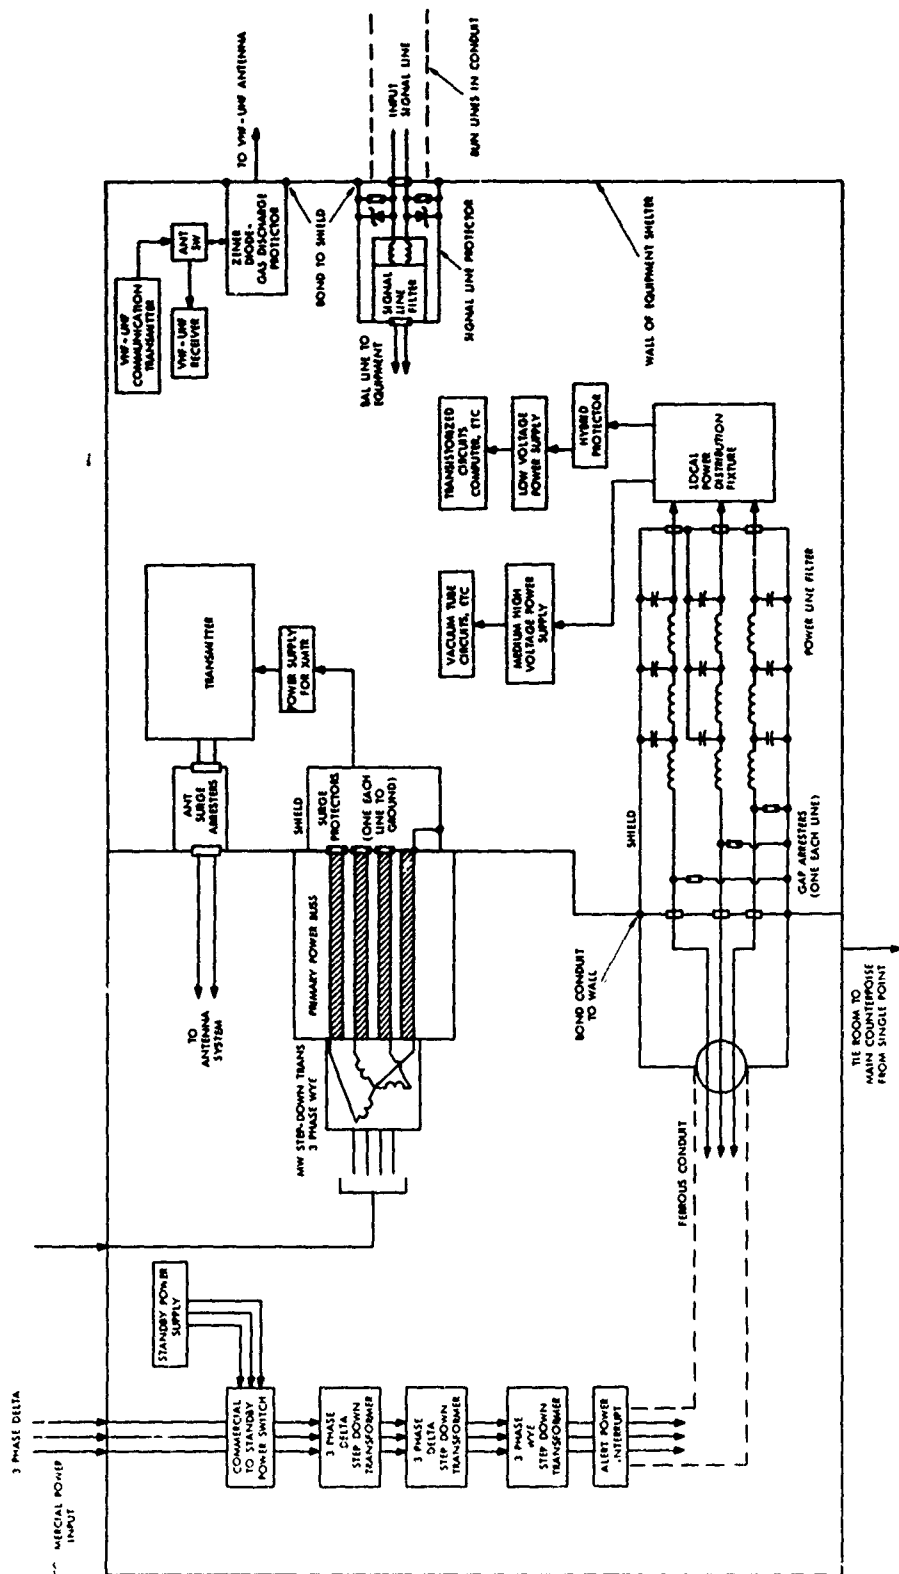 TO VHF-UHF ANTENNA
INPUT
SIGNAL LINE
RUN LINES IN CONDUIT
VHF-UHF
COMMUNICATION
TRANSMITTER
ANT
SW
VHF-UHF
RECEIVER
ZENER
DIODE-
GAS DISCHARGE
PROTECTOR
BOND TO SHIELD
SIGNAL
LINE
FILTER
SIGNAL LINE PROTECTOR
BAL LINE TO
EQUIPMENT
WALL OF EQUIPMENT SHELTER
TRANSISTORIZED
CIRCUITS
COMPUTER, ETC
LOW VOLTAGE
POWER SUPPLY
HYBRID
PROTECTOR
LOCAL
POWER
DISTRIBUTION
FIXTURE
VACUUM TUBE
CIRCUITS, ETC
MEDIUM HIGH
VOLTAGE POWER
SUPPLY
POWER LINE FILTER
TRANSMITTER
POWER SUPPLY
FOR XMTR
ANT
SURGE
ARRESTERS
SHIELD
SURGE
PROTECTORS
(ONE EACH
LINE TO
GROUND)
PRIMARY POWER BUSS
TO
ANTENNA
SYSTEM
MW STEP-DOWN TRANS
3 PHASE WYE
SHIELD
GAP ARRESTERS
(ONE EACH LINE)
BOND CONDUIT
TO WALL
TIE ROOM TO
MAIN COUNTERPOISE
FROM SINGLE POINT
FERROUS CONDUIT
3 PHASE DELTA
MERCIAL POWER
INPUT
STANDBY POWER
SUPPLY
COMMERCIAL
TO STANDBY
POWER SWITCH
3 PHASE
DELTA
STEP DOWN
TRANSFORMER
3 PHASE
DELTA
STEP DOWN
TRANSFORMER
3 PHASE
WYE
STEP DOWN
TRANSFORMER
ALERT POWER
INTERRUPT